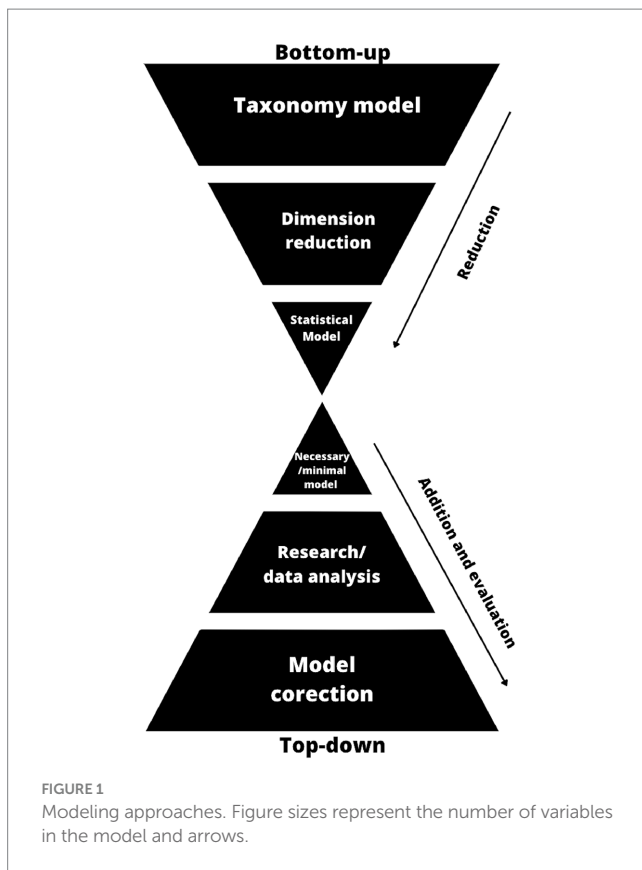 Bottom-up
Taxonomy model
Dimension
reduction
Reduction
Statistical
Model
Necessary
/minimal
model
Addition and evaluation
Research/
data analysis
Model
corection
Top-down
FIGURE 1
Modeling approaches. Figure sizes represent the number of variables
in the model and arrows.